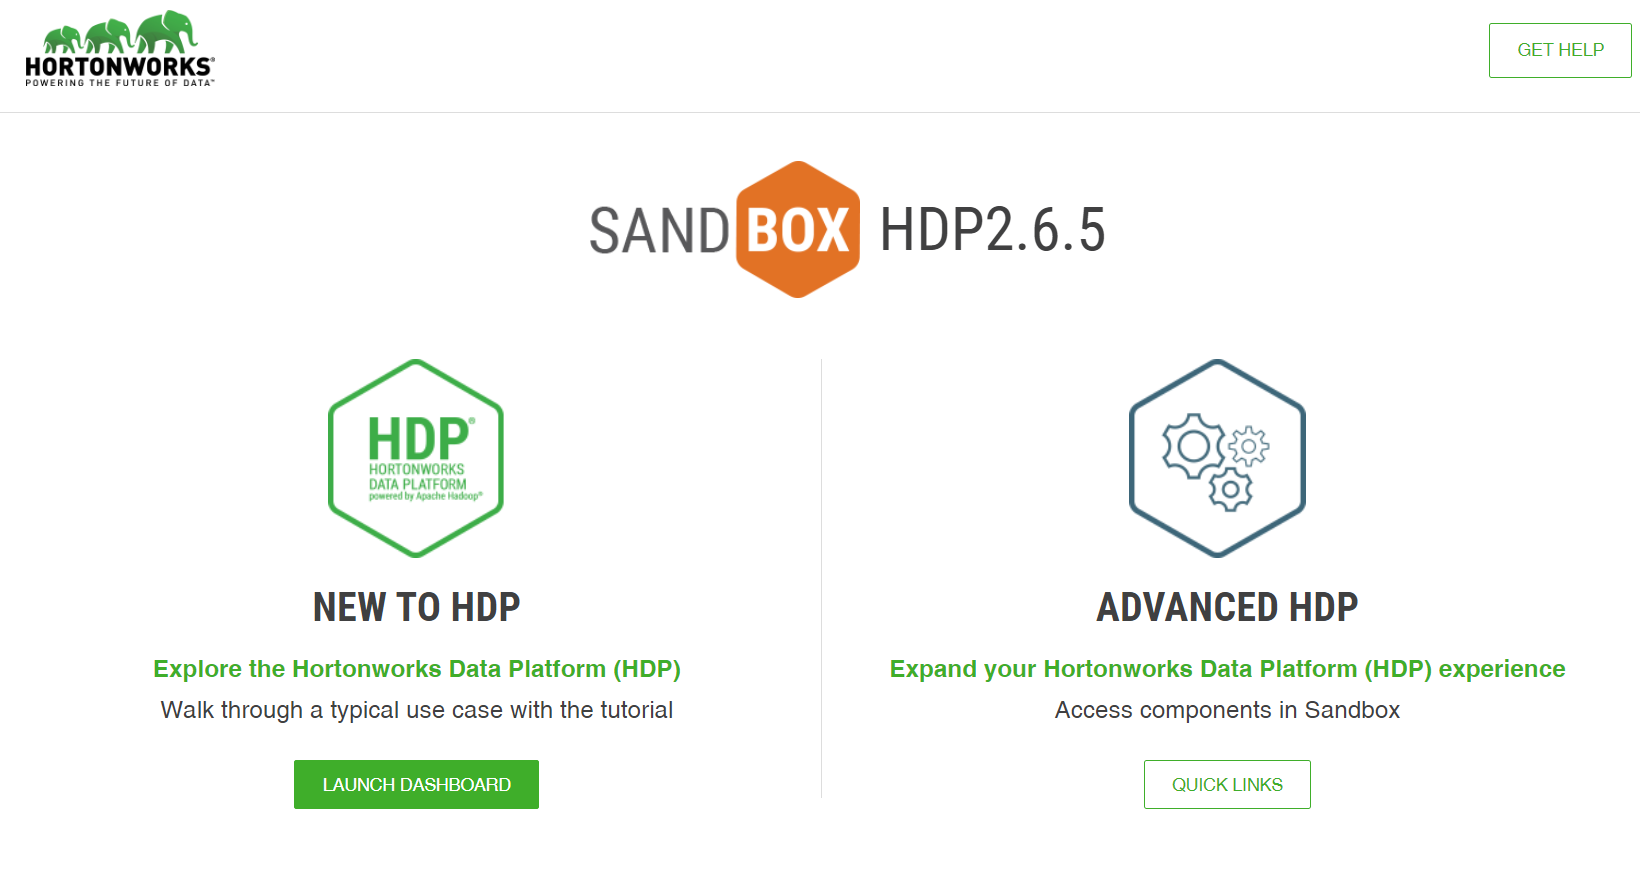 HORTONWORKS®
POWERING THE FUTURE OF DATA™
GET HELP
SANDBOX HDP2.6.5
HDP®
HORTONWORKS
DATA PLATFORM
powered by Apache Hadoop®
NEW TO HDP
Explore the Hortonworks Data Platform (HDP)
Walk through a typical use case with the tutorial
LAUNCH DASHBOARD
ADVANCED HDP
Expand your Hortonworks Data Platform (HDP) experience
Access components in Sandbox
QUICK LINKS